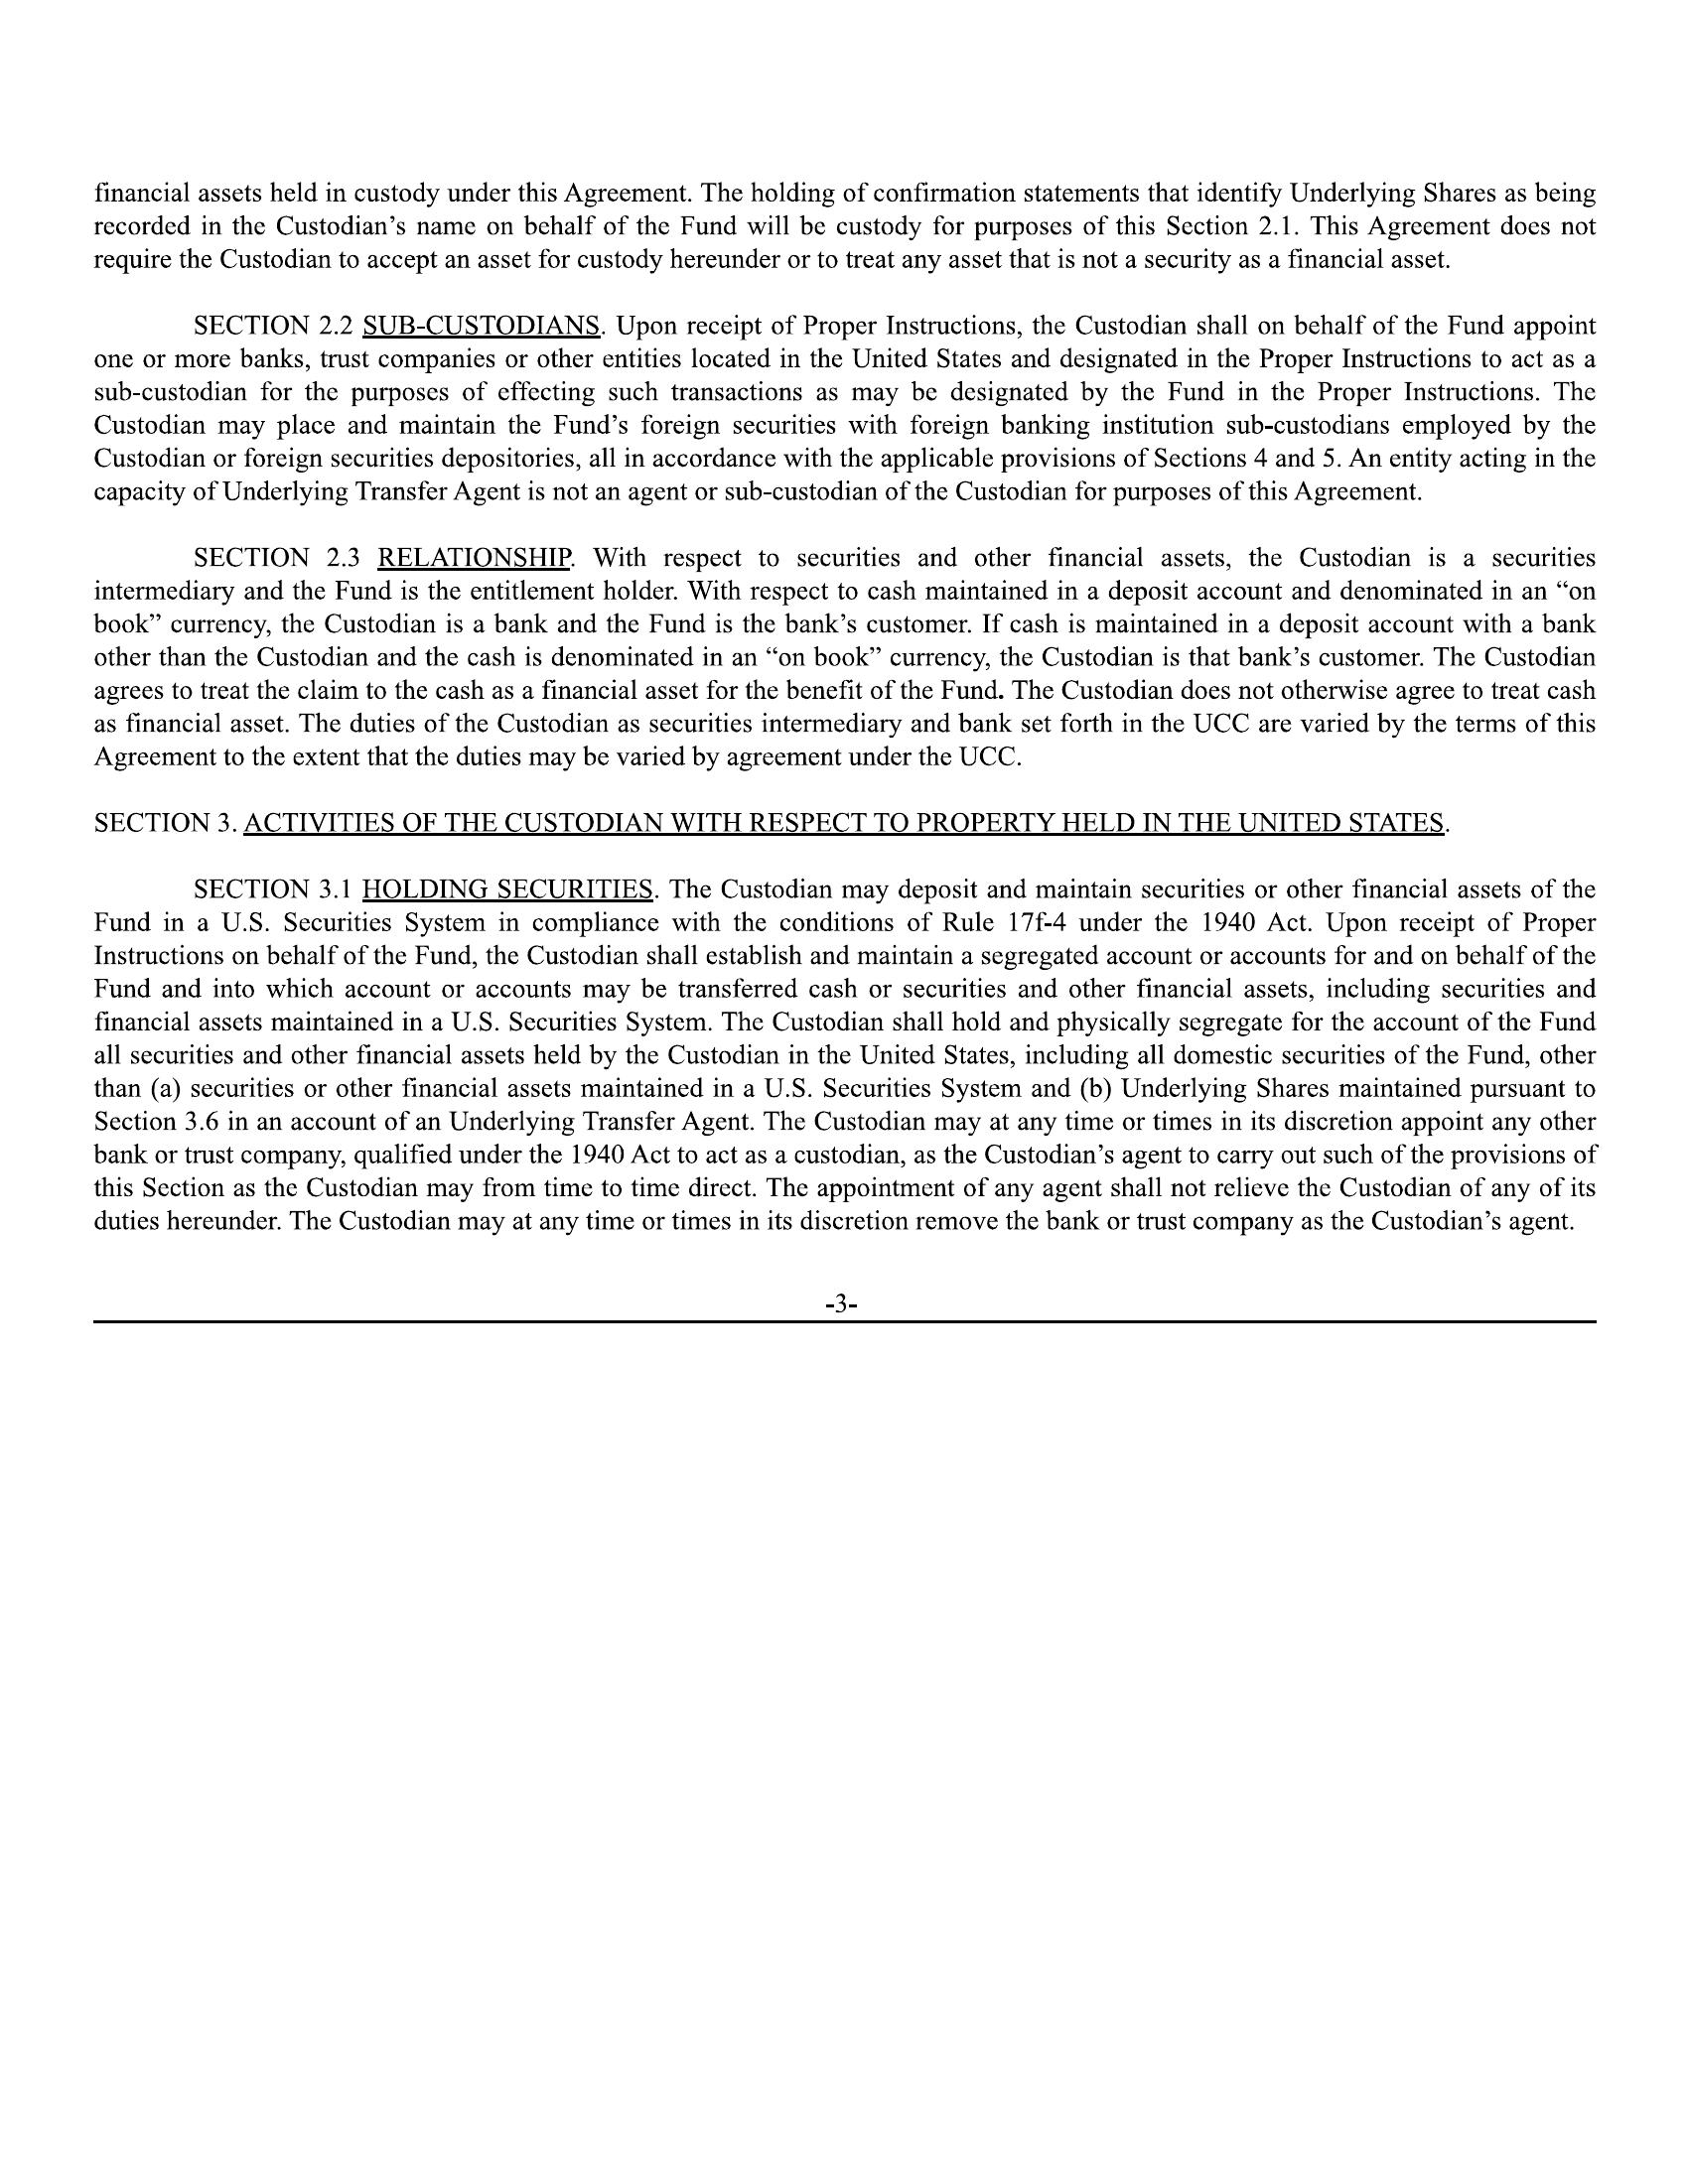 financial assets held in custody under this Agreement. The holding of confirmation statements that identify Underlying Shares as being
recorded in the Custodian’s name on behalf of the Fund will be custody for purposes of this Section 2.1. This Agreement does not
require the Custodian to accept an asset for custody hereunder or to treat any asset that is not a security as a financial asset.
SECTION 2.2 SUB-CUSTODIANS. Upon receipt of Proper Instructions, the Custodian shall on behalf of the Fund appoint
one or more banks, trust companies or other entities located in the United States and designated in the Proper Instructions to act as a
sub-custodian for the purposes of effecting such transactions as may be designated by the Fund in the Proper Instructions. The
Custodian may place and maintain the Fund’s foreign securities with foreign banking institution sub-custodians employed by the
Custodian or foreign securities depositories, all in accordance with the applicable provisions of Sections 4 and 5. An entity acting in the
capacity of Underlying Transfer Agent is not an agent or sub-custodian of the Custodian for purposes of this Agreement.
SECTION 2.3 RELATIONSHIP. With respect to securities and other financial assets, the Custodian is a securities
intermediary and the Fund is the entitlement holder. With respect to cash maintained in a deposit account and denominated in an “on
book” currency, the Custodian is a bank and the Fund is the bank’s customer. If cash is maintained in a deposit account with a bank
other than the Custodian and the cash is denominated in an “on book” currency, the Custodian is that bank’s customer. The Custodian
agrees to treat the claim to the cash as a financial asset for the benefit of the Fund. The Custodian does not otherwise agree to treat cash
as financial asset. The duties of the Custodian as securities intermediary and bank set forth in the UCC are varied by the terms of this
Agreement to the extent that the duties may be varied by agreement under the UCC.
SECTION 3. ACTIVITIES OF THE CUSTODIAN WITH RESPECT TO PROPERTY HELD IN THE UNITED STATES.
SECTION 3.1 HOLDING SECURITIES. The Custodian may deposit and maintain securities or other financial assets of the
Fund in a U.S. Securities System in compliance with the conditions of Rule 17f-4 under the 1940 Act. Upon receipt of Proper
Instructions on behalf of the Fund, the Custodian shall establish and maintain a segregated account or accounts for and on behalf of the
Fund and into which account or accounts may be transferred cash or securities and other financial assets, including securities and
financial assets maintained in a U.S. Securities System. The Custodian shall hold and physically segregate for the account of the Fund
all securities and other financial assets held by the Custodian in the United States, including all domestic securities of the Fund, other
than (a) securities or other financial assets maintained in a U.S. Securities System and (b) Underlying Shares maintained pursuant to
Section 3.6 in an account of an Underlying Transfer Agent. The Custodian may at any time or times in its discretion appoint any other
bank or trust company, qualified under the 1940 Act to act as a custodian, as the Custodian’s agent to carry out such of the provisions of
this Section as the Custodian may from time to time direct. The appointment of any agent shall not relieve the Custodian of any of its
duties hereunder. The Custodian may at any time or times in its discretion remove the bank or trust company as the Custodian’s agent.
-3-